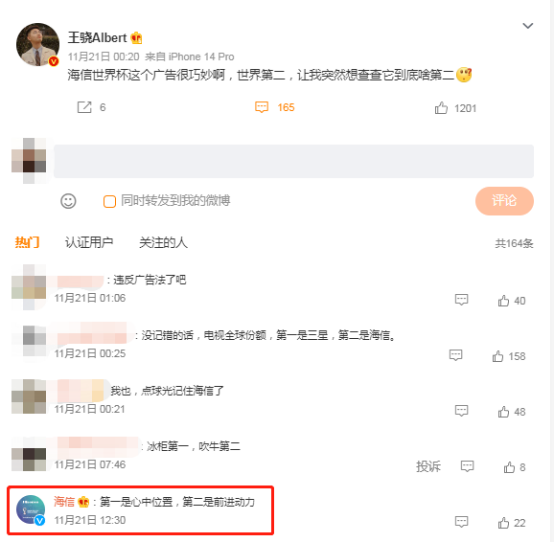 王骁Albert
11月21日 00:20 来自 iPhone 14 Pro
海信世界杯这个广告很巧妙啊，世界第二，让我突然想查查它到底啥第二
6 165 1201
同时转发到我的微博 评论
热门 认证用户 关注的人 共164条
：违反广告法了吧
11月21日 01:06 40
：没记错的话，电视全球份额，第一是三星，第二是海信。
11月21日 00:25 158
我也，点球光记住海信了
11月21日 00:21 48
：冰柜第一，吹牛第二
11月21日 07:46 投诉 8
海信：第一是心中位置，第二是前进动力
11月21日 12:30 22